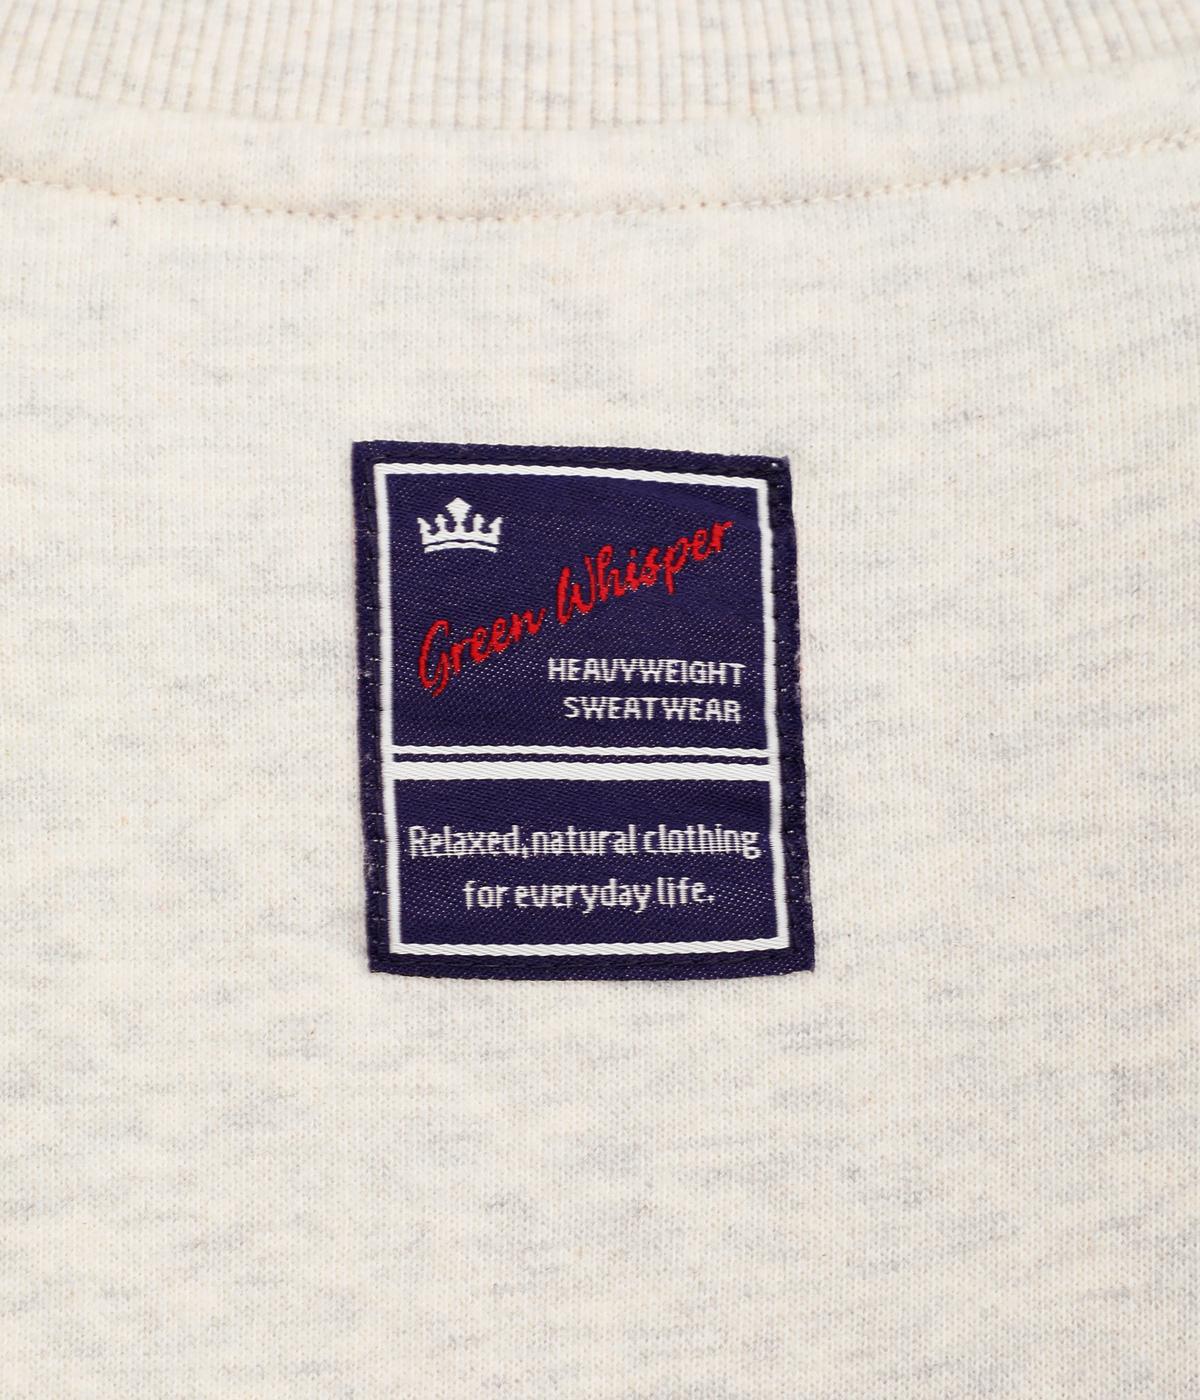 Green Whisper
HEAVYWEIGHT
SWEATWEAR
Relaxed,natural clothing
for everyday life.